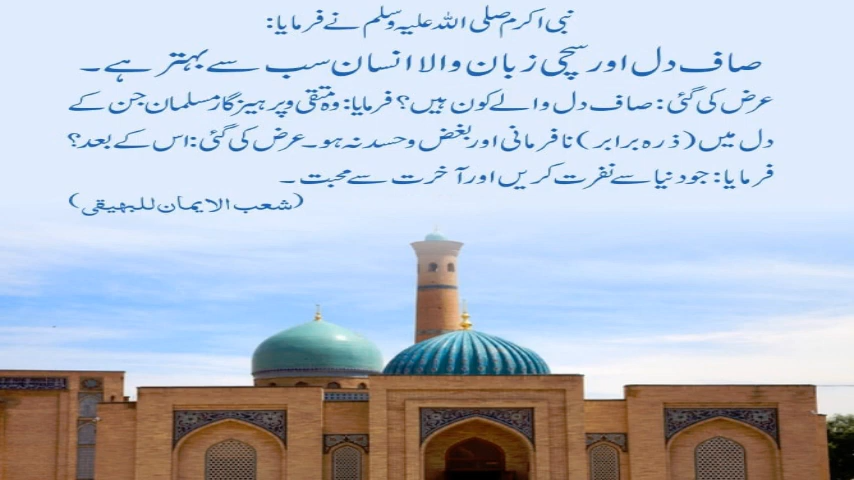 نبی اکرم صلی اللہ علیہ وسلم نے فرمایا:
صاف دل اور سچی زبان والا انسان سب سے بہتر ہے۔
عرض کی گئی: صاف دل والے کون ہیں؟ فرمایا: وہ متقی و پرہیز گار مسلمان جن کے
دل میں (ذرہ برابر) نافرمانی اور بغض و حسد نہ ہو۔ عرض کی گئی: اس کے بعد؟
فرمایا: جو دنیا سے نفرت کریں اور آخرت سے محبت۔
(شعب الایمان للبهیقی)